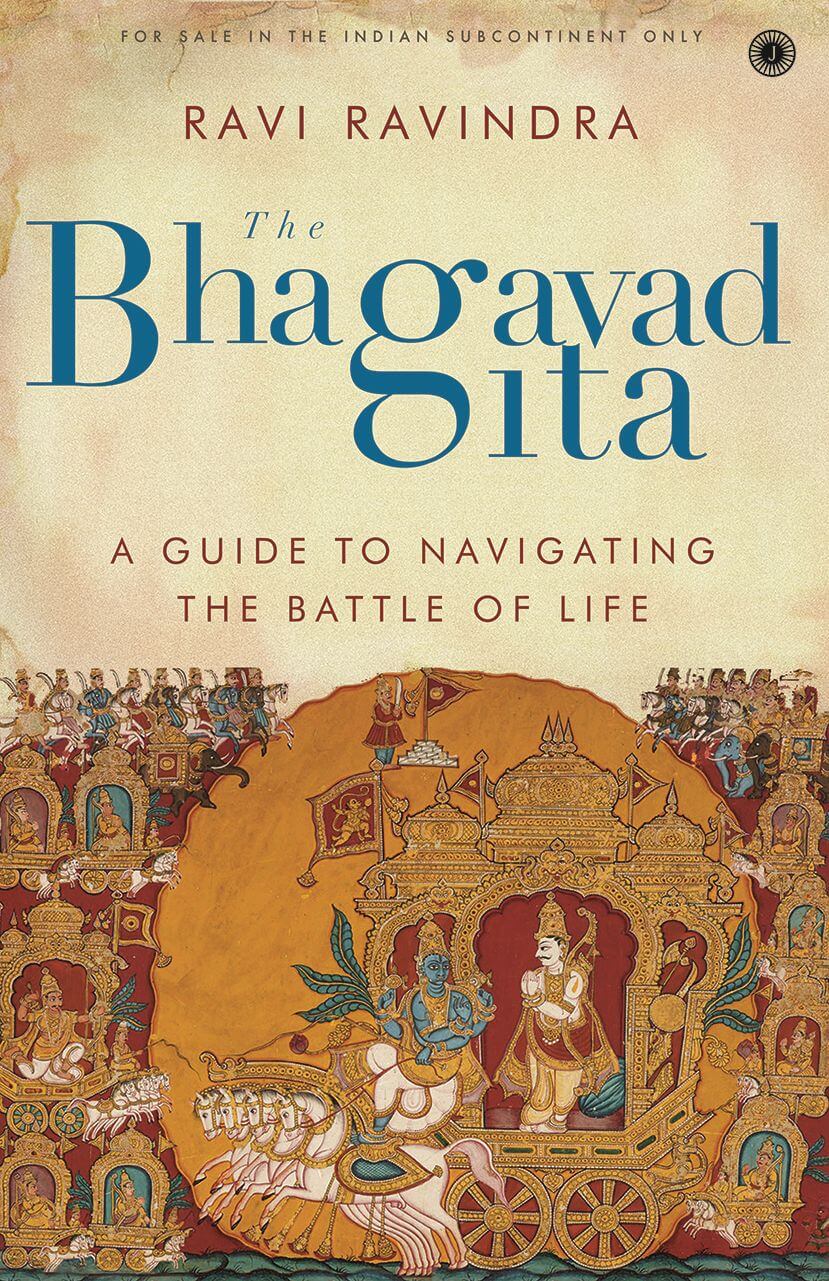 FOR SALE IN THE INDIAN SUBCONTINENT ONLY
J
RAVI RAVINDRA
The
Bhagavad
gita
A GUIDE TO NAVIGATING
THE BATTLE OF LIFE